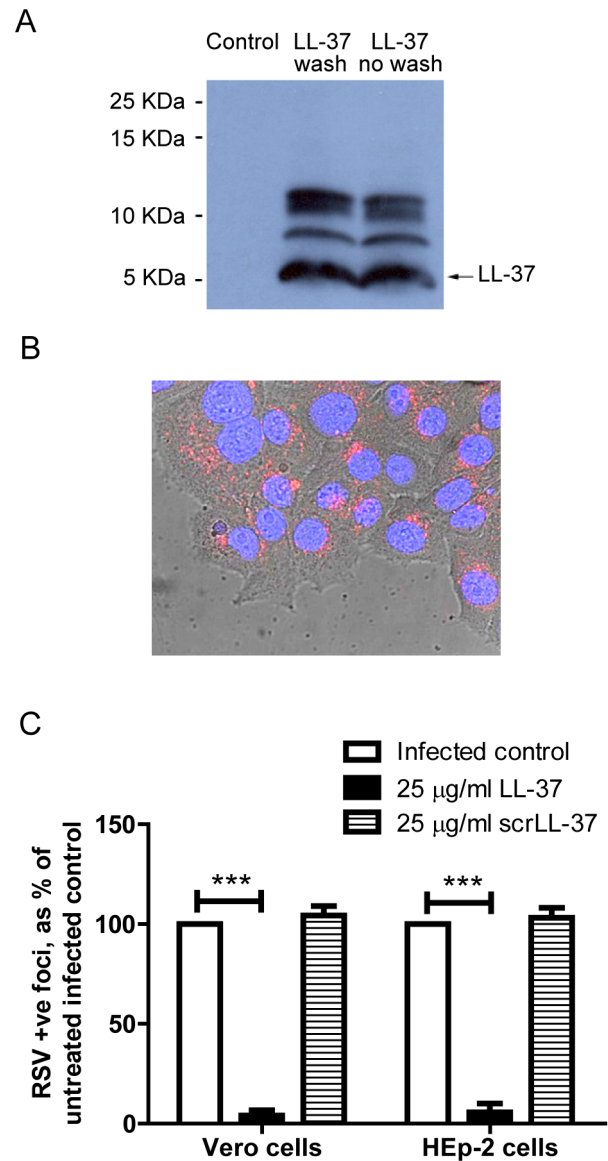 A
Control LL-37 LL-37
wash no wash
25 KDa -
15 KDa -
10 KDa -
5 KDa -
LL-37
B
C
Infected control
25 µg/ml LL-37
25 µg/ml scrLL-37
RSV +ve foci, as % of
untreated infected control
150
100
50
0
***
***
Vero cells HEp-2 cells